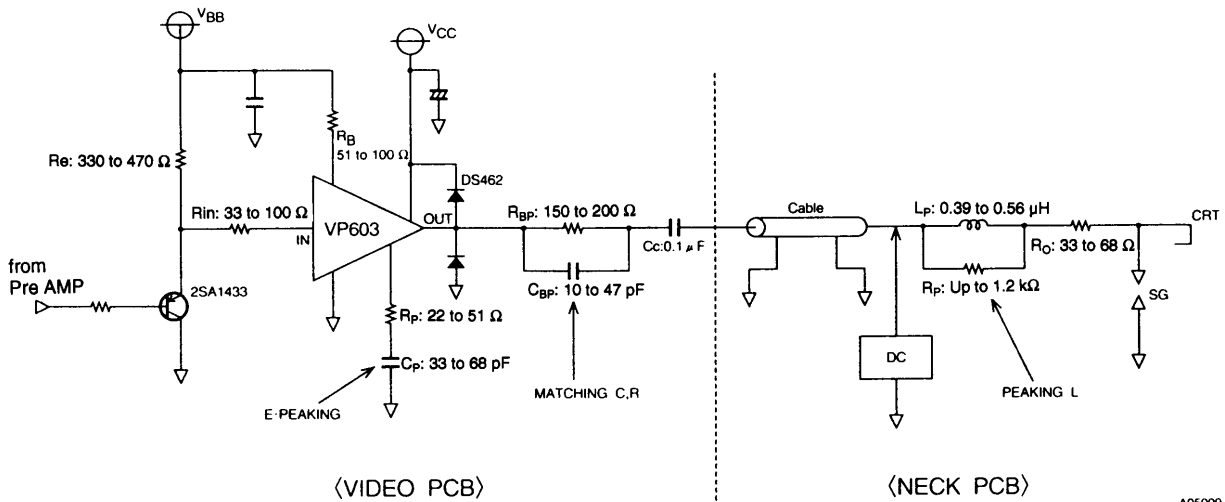 VBB
VCC
RB
51 to 100 Ω
Re: 330 to 470 Ω
DS462
Rin: 33 to 100 Ω
IN
VP603
OUT
RBP: 150 to 200 Ω
Cc:0.1 μF
Cable
LP: 0.39 to 0.56 μH
CRT
RO: 33 to 68 Ω
from
Pre AMP
2SA1433
CBP: 10 to 47 pF
RP: Up to 1.2 kΩ
SG
RP: 22 to 51 Ω
DC
CP: 33 to 68 pF
MATCHING C,R
PEAKING L
E·PEAKING
〈VIDEO PCB〉
〈NECK PCB〉